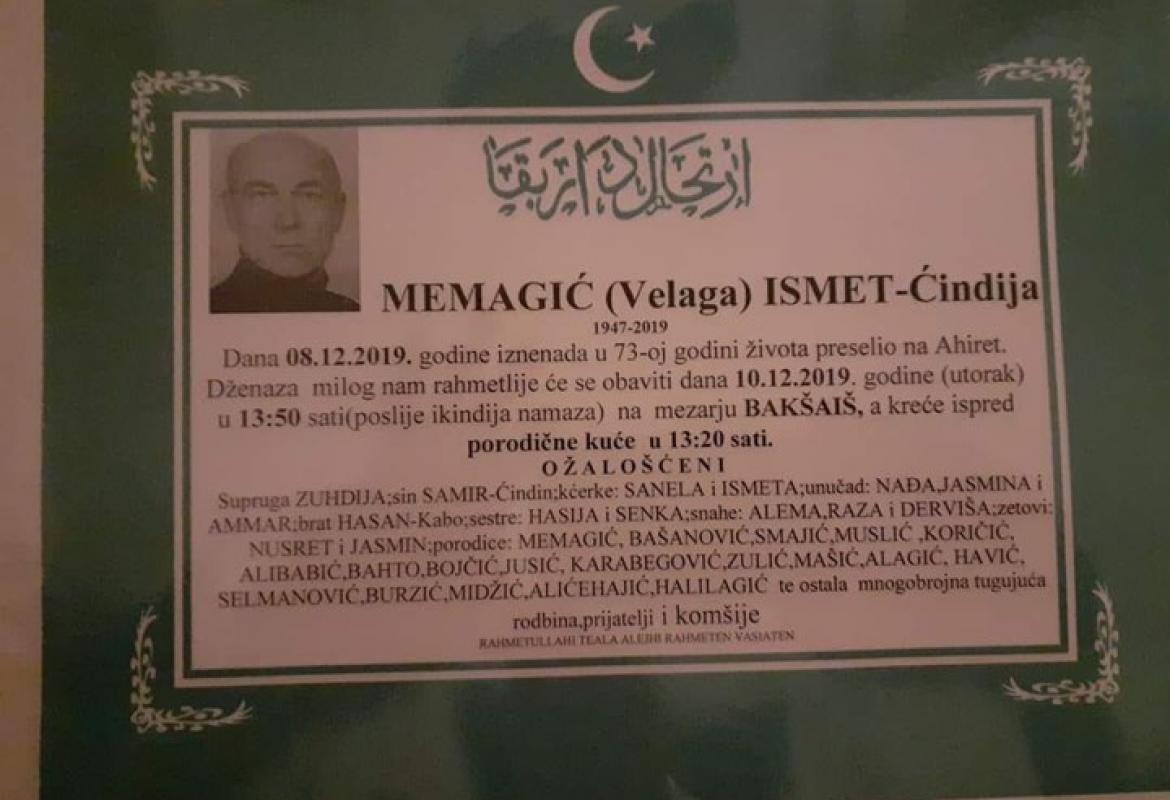 ارتحال دار بقا
MEMAGIĆ (Velaga) ISMET-Ćindija
1947-2019
Dana 08.12.2019. godine iznenada u 73-oj godini života preselio na Ahiret.
Dženaza milog nam rahmetlije će se obaviti dana 10.12.2019. godine (utorak)
u 13:50 sati(poslije ikindija namaza) na mezarju BAKŠAIŠ, a kreće ispred
porodične kuće u 13:20 sati.
OŽALOŠĆENI
Supruga ZUHDIJA;sin SAMIR-Ćindin;kćerke: SANELA i ISMETA;unučad: NAĐA,JASMINA i
AMMAR;brat HASAN-Kabo;sestre: HASIJA i SENKA;snahe: ALEMA,RAZA i DERVIŠA;zetovi:
NUSRET i JASMIN;porodice: MEMAGIĆ, BAŠANOVIĆ,SMAJIĆ,MUSLIĆ ,KORIČIĆ,
ALIBABIĆ,BAHTO,BOJČIĆ,JUSIĆ, KARABEGOVIĆ,ZULIĆ,MAŠIĆ,ALAGIĆ, HAVIĆ,
SELMANOVIĆ,BURZIĆ,MIDŽIĆ,ALIĆEHAJIĆ,HALILAGIĆ te ostala mnogobrojna tugujuća
rodbina,prijatelji i komšije
RAHMETULLAHI TEALA ALEJHI RAHMETEN VASIATEN